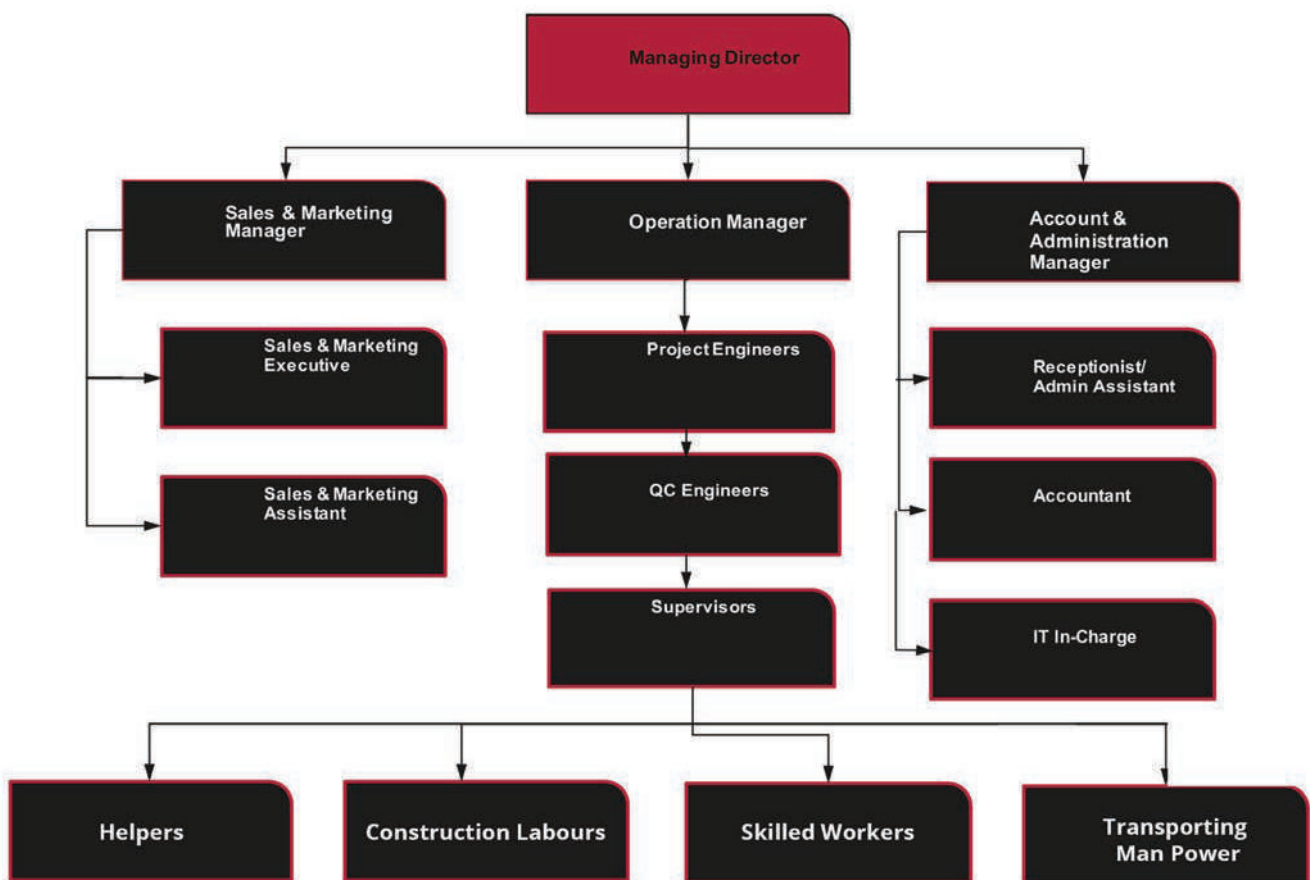 Managing Director
Sales & Marketing
Manager
Operation Manager
Account &
Administration
Manager
Sales & Marketing
Executive
Project Engineers
Receptionist/
Admin Assistant
Sales & Marketing
Assistant
QC Engineers
Accountant
Supervisors
IT In-Charge
Helpers
Construction Labours
Skilled Workers
Transporting
Man Power